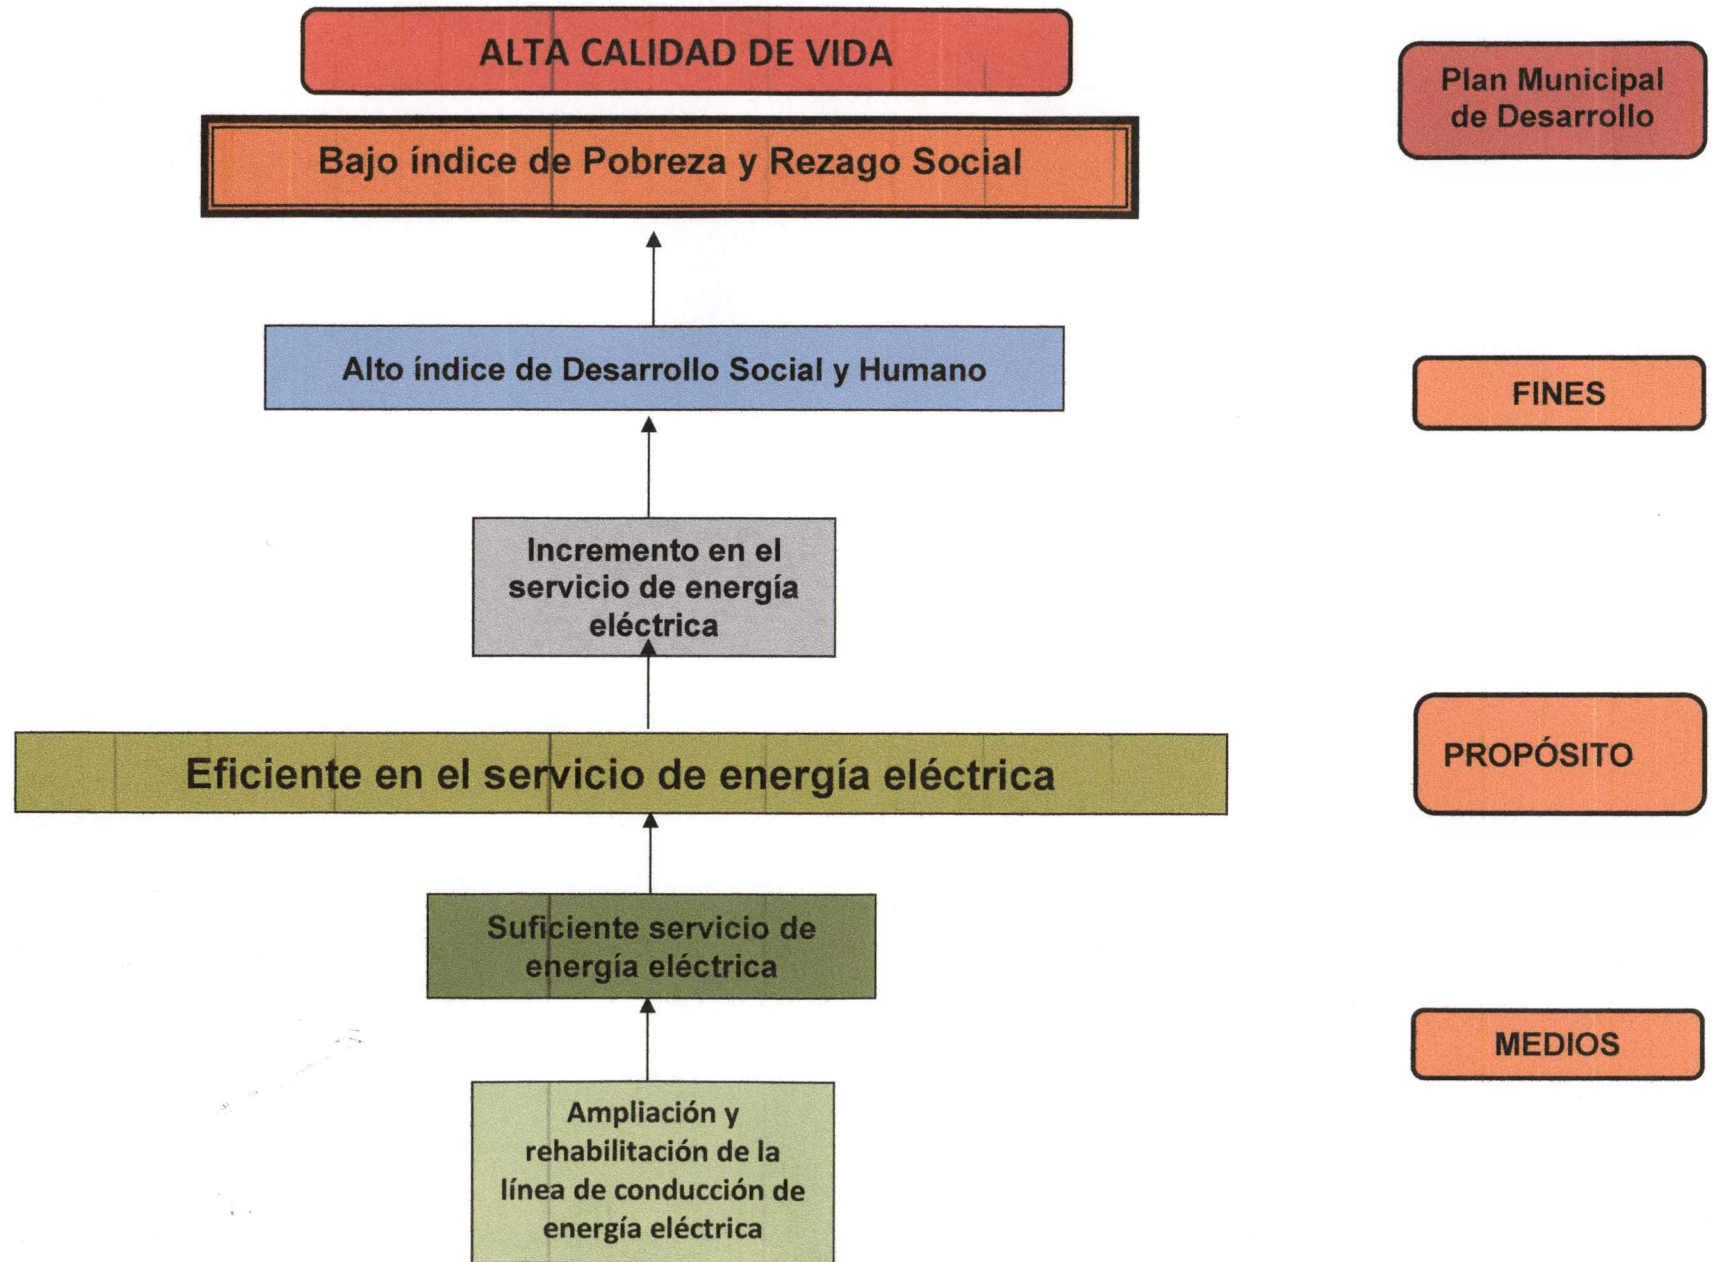 ALTA CALIDAD DE VIDA
Plan Municipal
de Desarrollo
Bajo índice de Pobreza y Rezago Social
Alto índice de Desarrollo Social y Humano
FINES
Incremento en el
servicio de energía
eléctrica
Eficiente en el servicio de energía eléctrica
PROPÓSITO
Suficiente servicio de
energía eléctrica
MEDIOS
Ampliación y
rehabilitación de la
línea de conducción de
energía eléctrica